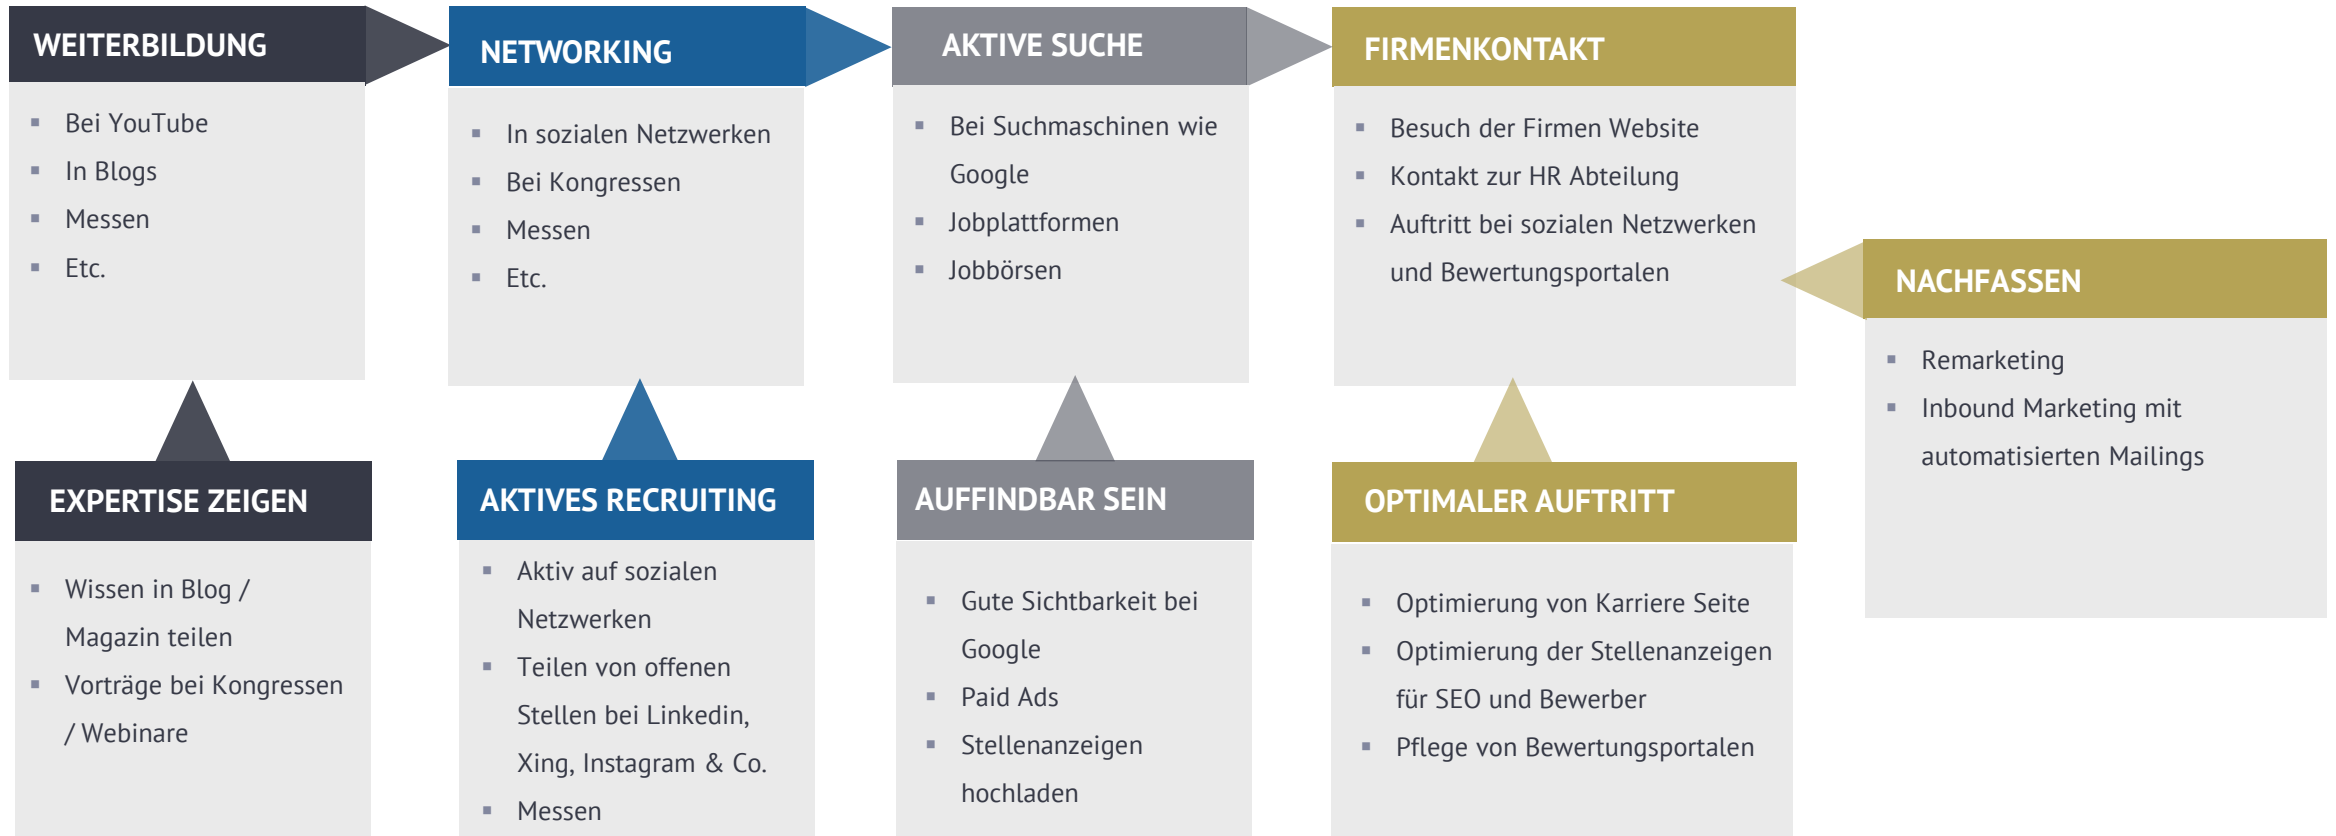 WEITERBILDUNG
▪ Bei YouTube
▪ In Blogs
▪ Messen
▪ Etc.
NETWORKING
▪ In sozialen Netzwerken
▪ Bei Kongressen
▪ Messen
▪ Etc.
AKTIVE SUCHE
▪ Bei Suchmaschinen wie
Google
▪ Jobplattformen
▪ Jobbörsen
FIRMENKONTAKT
▪ Besuch der Firmen Website
▪ Kontakt zur HR Abteilung
▪ Auftritt bei sozialen Netzwerken
und Bewertungsportalen
NACHFASSEN
▪ Remarketing
▪ Inbound Marketing mit
automatisierten Mailings
EXPERTISE ZEIGEN
▪ Wissen in Blog /
Magazin teilen
▪ Vorträge bei Kongressen
/ Webinare
AKTIVES RECRUITING
▪ Aktiv auf sozialen
Netzwerken
▪ Teilen von offenen
Stellen bei Linkedin,
Xing, Instagram & Co.
▪ Messen
AUFFINDBAR SEIN
▪ Gute Sichtbarkeit bei
Google
▪ Paid Ads
▪ Stellenanzeigen
hochladen
OPTIMALER AUFTRITT
▪ Optimierung von Karriere Seite
▪ Optimierung der Stellenanzeigen
für SEO und Bewerber
▪ Pflege von Bewertungsportalen